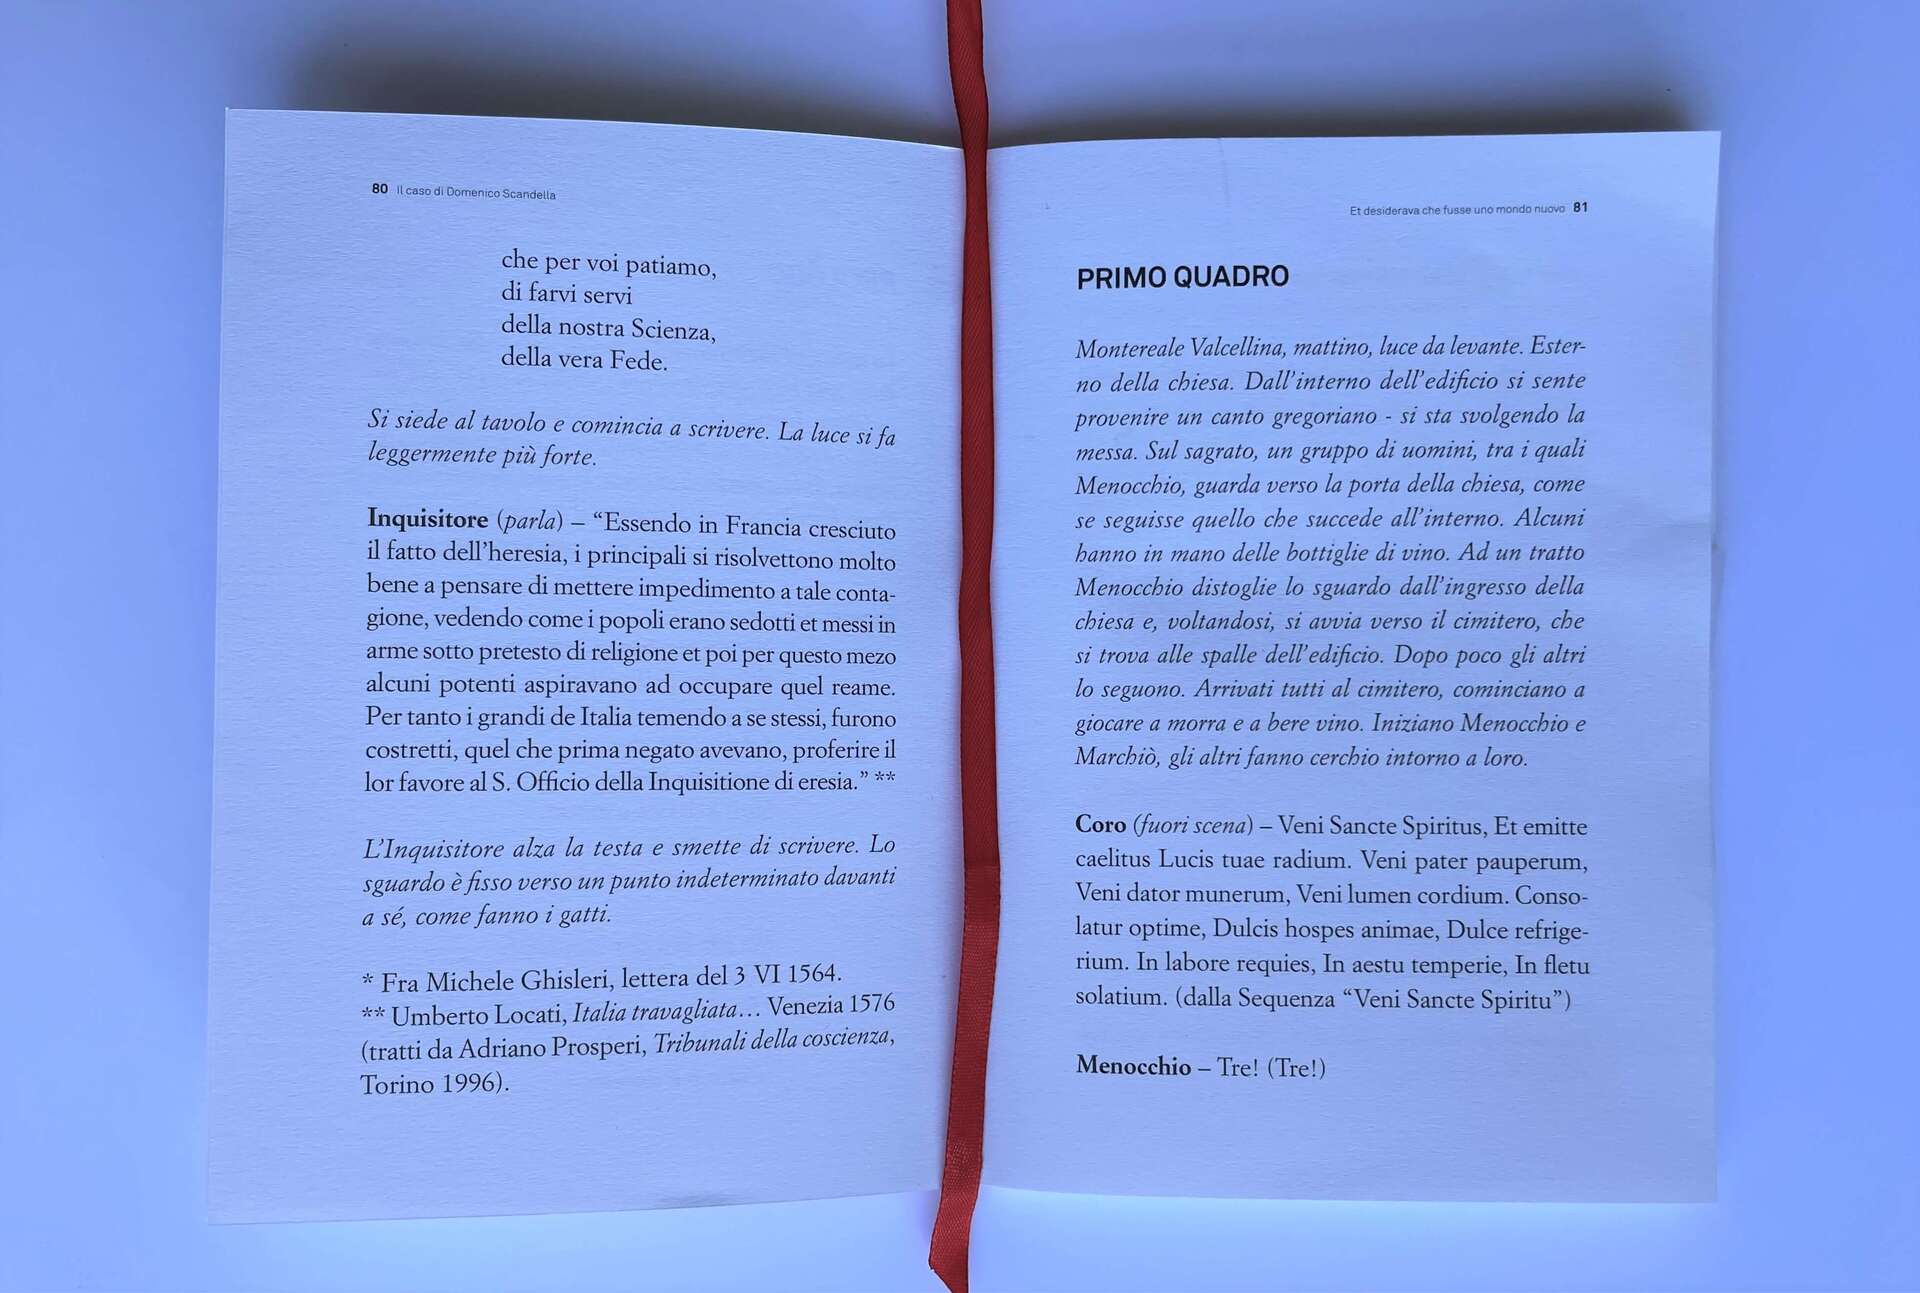 80 Il caso di Domenico Scandella
che per voi patiamo,
di farvi servi
della nostra Scienza,
della vera Fede.
Si siede al tavolo e comincia a scrivere. La luce si fa
leggermente più forte.
Inquisitore (parla) – “Essendo in Francia cresciuto
il fatto dell’heresia, i principali si risolvettono molto
bene a pensare di mettere impedimento a tale conta-
gione, vedendo come i popoli erano sedotti et messi in
arme sotto pretesto di religione et poi per questo mezo
alcuni potenti aspiravano ad occupare quel reame.
Per tanto i grandi de Italia temendo a se stessi, furono
costretti, quel che prima negato avevano, proferire il
lor favore al S. Officio della Inquisitione di eresia.” **
L’Inquisitore alza la testa e smette di scrivere. Lo
sguardo è fisso verso un punto indeterminato davanti
a sé, come fanno i gatti.
* Fra Michele Ghisleri, lettera del 3 VI 1564.
** Umberto Locati, Italia travagliata… Venezia 1576
(tratti da Adriano Prosperi, Tribunali della coscienza,
Torino 1996).
Et desiderava che fusse uno mondo nuovo 81
PRIMO QUADRO
Montereale Valcellina, mattino, luce da levante. Ester-
no della chiesa. Dall’interno dell’edificio si sente
provenire un canto gregoriano - si sta svolgendo la
messa. Sul sagrato, un gruppo di uomini, tra i quali
Menocchio, guarda verso la porta della chiesa, come
se seguisse quello che succede all’interno. Alcuni
hanno in mano delle bottiglie di vino. Ad un tratto
Menocchio distoglie lo sguardo dall’ingresso della
chiesa e, voltandosi, si avvia verso il cimitero, che
si trova alle spalle dell’edificio. Dopo poco gli altri
lo seguono. Arrivati tutti al cimitero, cominciano a
giocare a morra e a bere vino. Iniziano Menocchio e
Marchiò, gli altri fanno cerchio intorno a loro.
Coro (fuori scena) – Veni Sancte Spiritus, Et emitte
caelitus Lucis tuae radium. Veni pater pauperum,
Veni dator munerum, Veni lumen cordium. Conso-
latur optime, Dulcis hospes animae, Dulce refrige-
rium. In labore requies, In aestu temperie, In fletu
solatium. (dalla Sequenza “Veni Sancte Spiritu”)
Menocchio – Tre! (Tre!)